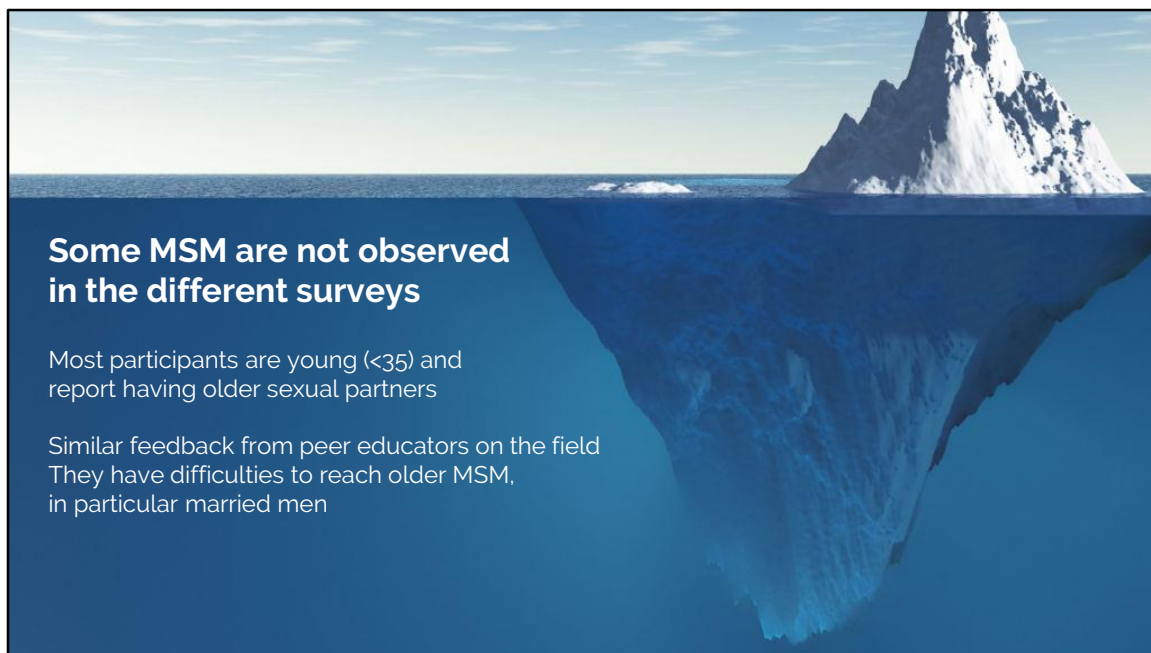 Some MSM are not observed
in the different surveys
Most participants are young (<35) and
report having older sexual partners
Similar feedback from peer educators on the field
They have difficulties to reach older MSM,
in particular married men